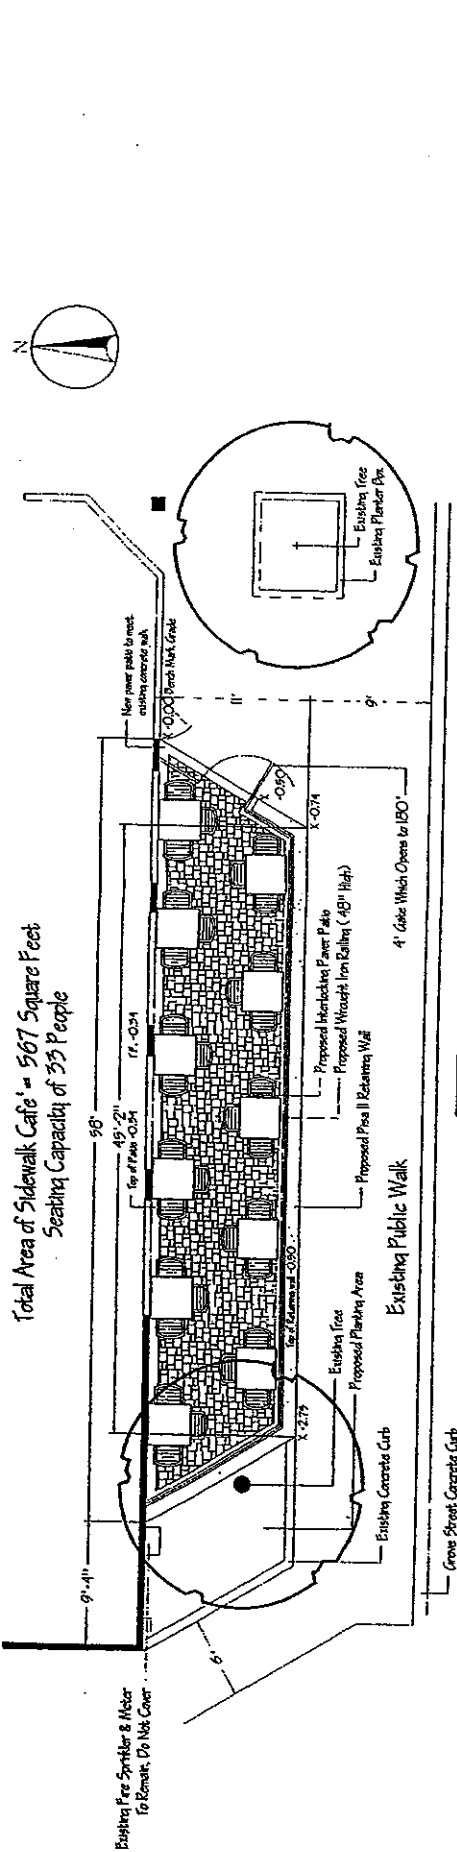 Total Area of Sidewalk Cafe' = 567 Square Feet
Seating Capacity of 33 People
N
58'
45'-2"
9'-4"
Top of Patio -0.34
FF. -0.34
New paver patio to meet
existing concrete walk
X -0.00 Bench Mark Grade
Existing Tree
Existing Planter Box
11'
9'
X -0.50
X -0.74
4' Gate Which Opens to 180°
Proposed Interlocking Paver Patio
Proposed Wrought Iron Railing (48" High)
Proposed Pisa II Retaining Wall
Top of Retaining wall -0.50
X -2.75
Existing Public Walk
Existing Tree
Proposed Planting Area
Existing Concrete Curb
Grove Street Concrete Curb
6'
Existing Fire Sprinkler & Meter
To Remain, Do Not Cover